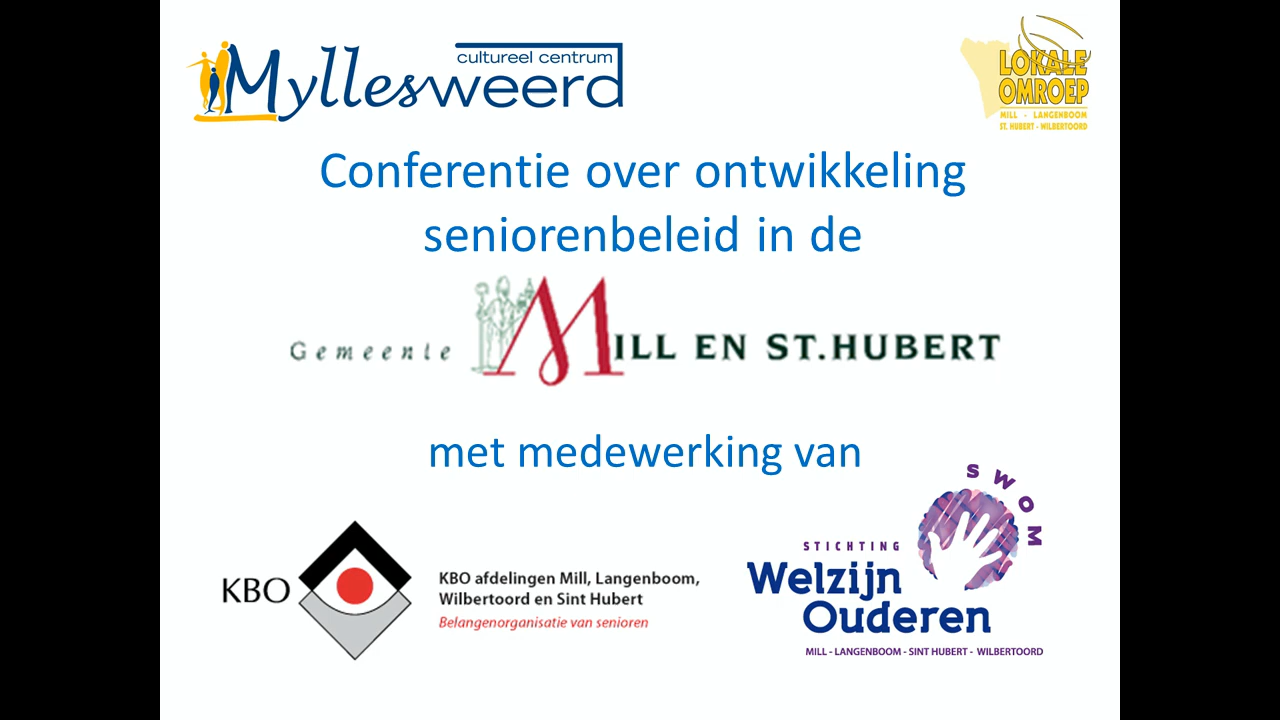 cultureel centrum
Myllesweerd
LOKALE
OMROEP
MILL - LANGENBOOM
ST. HUBERT - WILBERTOORD
Conferentie over ontwikkeling
seniorenbeleid in de
Gemeente MILL EN ST.HUBERT
met medewerking van
SWOM
STICHTING
Welzijn
Ouderen
MILL - LANGENBOOM - SINT HUBERT - WILBERTOORD
KBO
KBO afdelingen Mill, Langenboom,
Wilbertoord en Sint Hubert
Belangenorganisatie van senioren